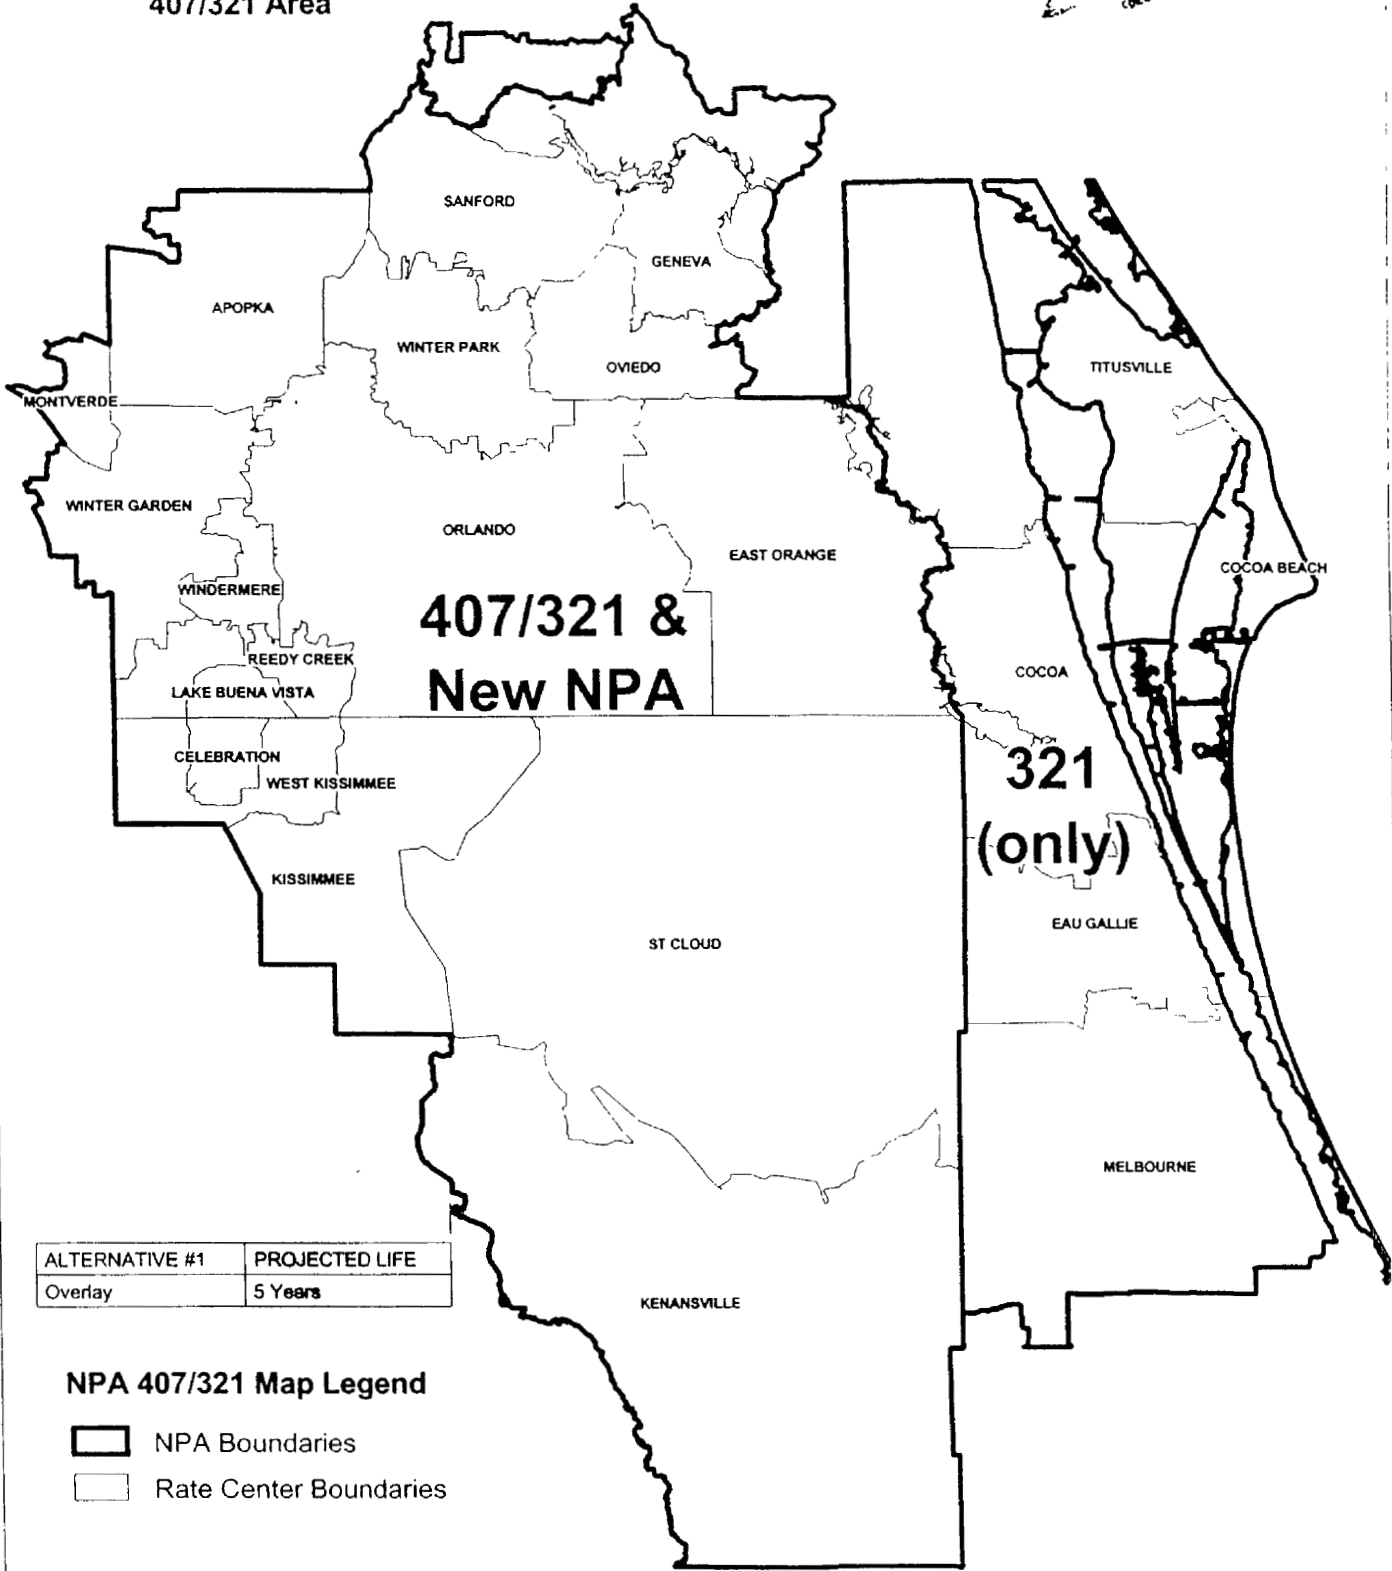 407/321 Area
SANFORD
GENEVA
APOPKA
WINTER PARK
OVIEDO
TITUSVILLE
MONTVERDE
WINTER GARDEN
ORLANDO
EAST ORANGE
COCOA BEACH
WINDERMERE
407/321 &
New NPA
REEDY CREEK
LAKE BUENA VISTA
COCOA
CELEBRATION
WEST KISSIMMEE
321
(only)
KISSIMMEE
EAU GALLIE
ST CLOUD
MELBOURNE
ALTERNATIVE #1 PROJECTED LIFE
Overlay 5 Years
KENANSVILLE
NPA 407/321 Map Legend
NPA Boundaries
Rate Center Boundaries